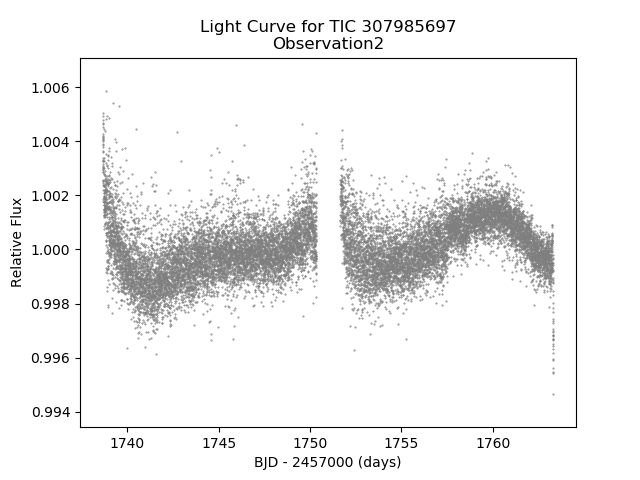 Light Curve for TIC 307985697
Observation2
1.006
1.004
1.002
1.000
0.998
0.996
0.994
Relative Flux
1740 1745 1750 1755 1760
BJD - 2457000 (days)